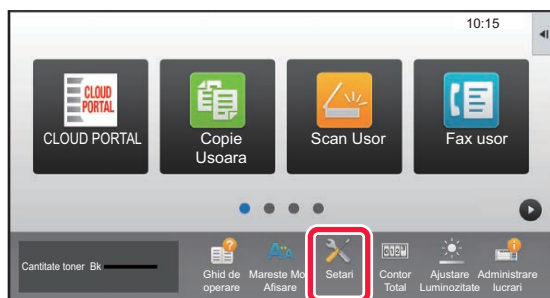 10:15
CLOUD
PORTAL
CLOUD PORTAL
Copie
Usoara
Scan Usor
Fax usor
Cantitate toner Bk
Ghid de
operare
Mareste Mod
Afisare
Setari
Contor
Total
Ajustare
Luminozitate
Administrare
lucrari